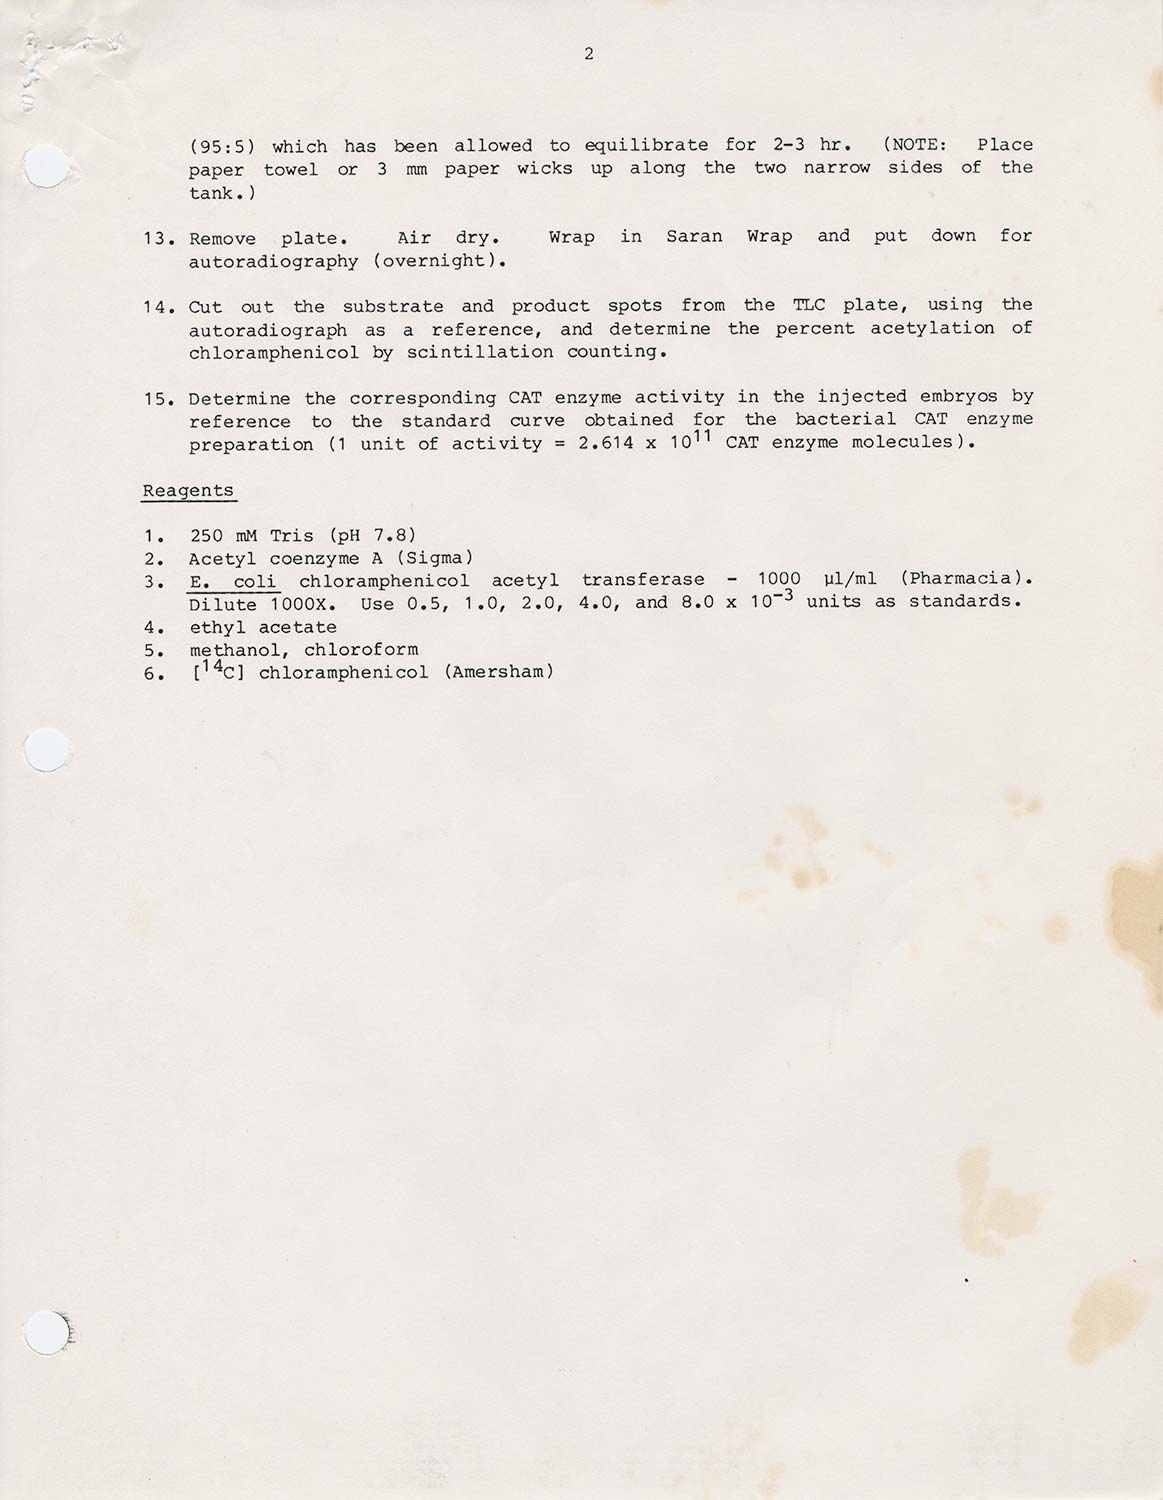 2
(95:5) which has been allowed to equilibrate for 2-3 hr. (NOTE: Place
paper towel or 3 mm paper wicks up along the two narrow sides of the
tank.)
13. Remove plate. Air dry. Wrap in Saran Wrap and put down for
autoradiography (overnight).
14. Cut out the substrate and product spots from the TLC plate, using the
autoradiograph as a reference, and determine the percent acetylation of
chloramphenicol by scintillation counting.
15. Determine the corresponding CAT enzyme activity in the injected embryos by
reference to the standard curve obtained for the bacterial CAT enzyme
preparation (1 unit of activity = 2.614 x 10¹¹ CAT enzyme molecules).
Reagents
1. 250 mM Tris (pH 7.8)
2. Acetyl coenzyme A (Sigma)
3. E. coli chloramphenicol acetyl transferase - 1000 µl/ml (Pharmacia).
Dilute 1000X. Use 0.5, 1.0, 2.0, 4.0, and 8.0 x 10⁻³ units as standards.
4. ethyl acetate
5. methanol, chloroform
6. [¹⁴C] chloramphenicol (Amersham)